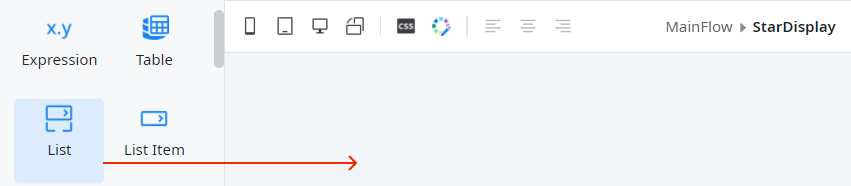 x.y
Expression
Table
List
List Item
css
MainFlow StarDisplay